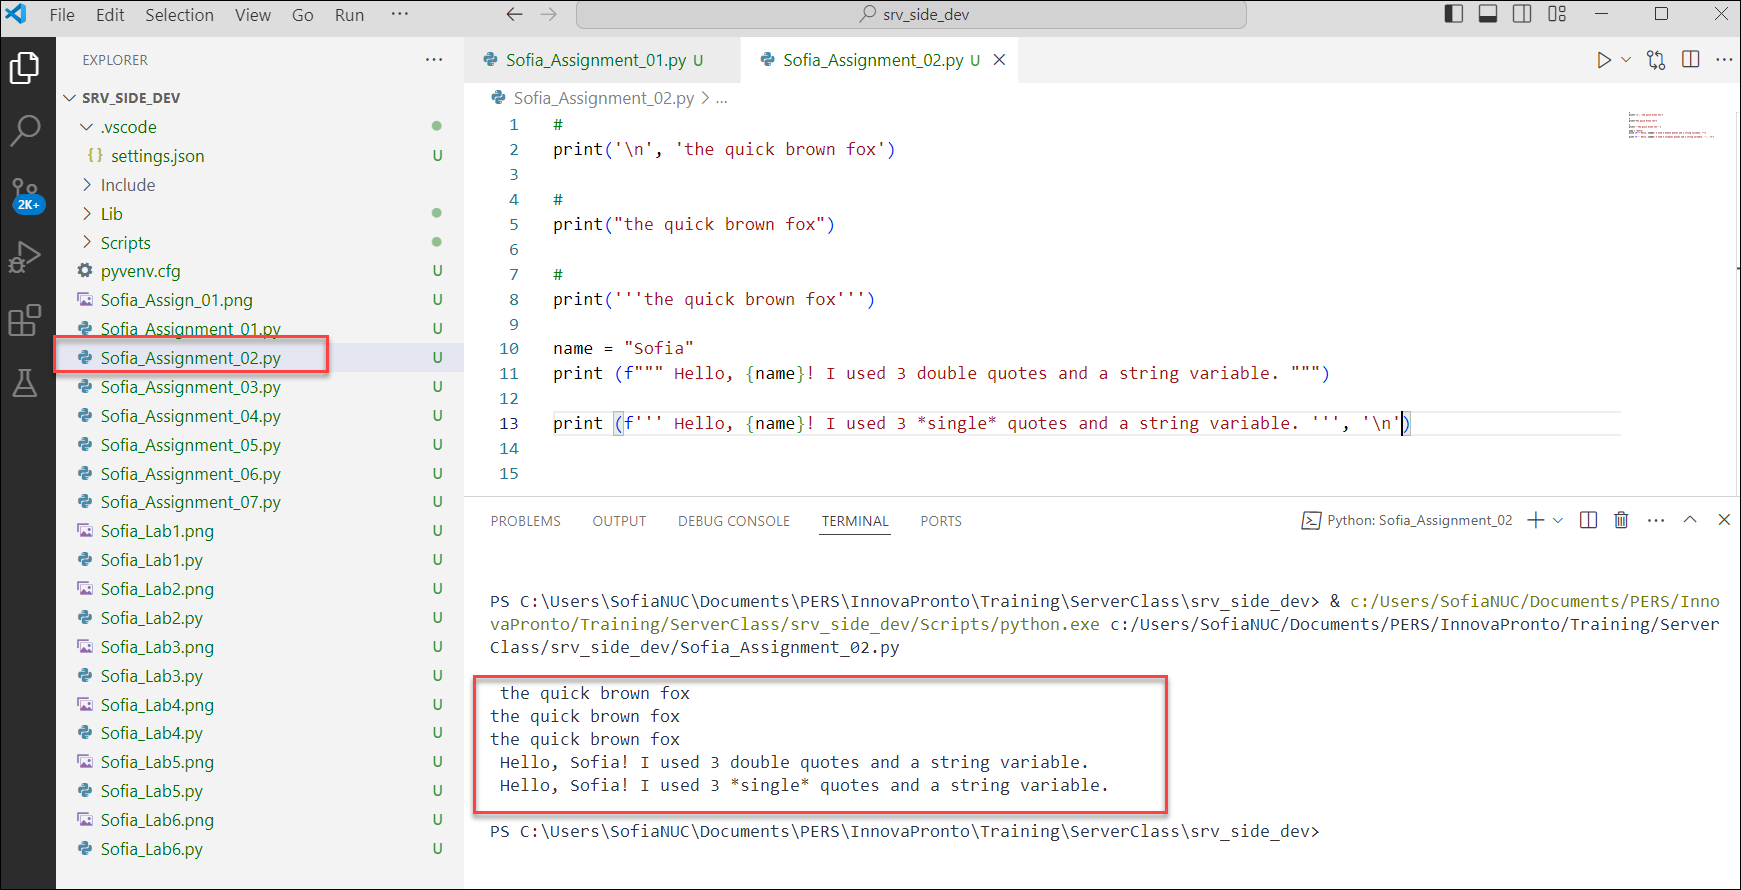 File Edit Selection View Go Run ··· srv_side_dev
EXPLORER ···
SRV_SIDE_DEV
.vscode
{} settings.json U
Include
Lib
Scripts
pyvenv.cfg U
Sofia_Assign_01.png U
Sofia_Assignment_01.py U
Sofia_Assignment_02.py U
Sofia_Assignment_03.py U
Sofia_Assignment_04.py U
Sofia_Assignment_05.py U
Sofia_Assignment_06.py U
Sofia_Assignment_07.py U
Sofia_Lab1.png U
Sofia_Lab1.py U
Sofia_Lab2.png U
Sofia_Lab2.py U
Sofia_Lab3.png U
Sofia_Lab3.py U
Sofia_Lab4.png U
Sofia_Lab4.py U
Sofia_Lab5.png U
Sofia_Lab5.py U
Sofia_Lab6.png U
Sofia_Lab6.py U
2K+
Sofia_Assignment_01.py U Sofia_Assignment_02.py U
Sofia_Assignment_02.py > ...
1 #
2 print('\n', 'the quick brown fox')
3
4 #
5 print("the quick brown fox")
6
7 #
8 print('''the quick brown fox''')
9
10 name = "Sofia"
11 print (f""" Hello, {name}! I used 3 double quotes and a string variable. """)
12
13 print (f''' Hello, {name}! I used 3 *single* quotes and a string variable. ''', '\n')
14
15
PROBLEMS OUTPUT DEBUG CONSOLE TERMINAL PORTS Python: Sofia_Assignment_02
PS C:\Users\SofiaNUC\Documents\PERS\InnovaPronto\Training\ServerClass\srv_side_dev> & c:/Users/SofiaNUC/Documents/PERS/Inno
vaPronto/Training/ServerClass/srv_side_dev/Scripts/python.exe c:/Users/SofiaNUC/Documents/PERS/InnovaPronto/Training/Server
Class/srv_side_dev/Sofia_Assignment_02.py
the quick brown fox
the quick brown fox
the quick brown fox
Hello, Sofia! I used 3 double quotes and a string variable.
Hello, Sofia! I used 3 *single* quotes and a string variable.
PS C:\Users\SofiaNUC\Documents\PERS\InnovaPronto\Training\ServerClass\srv_side_dev>